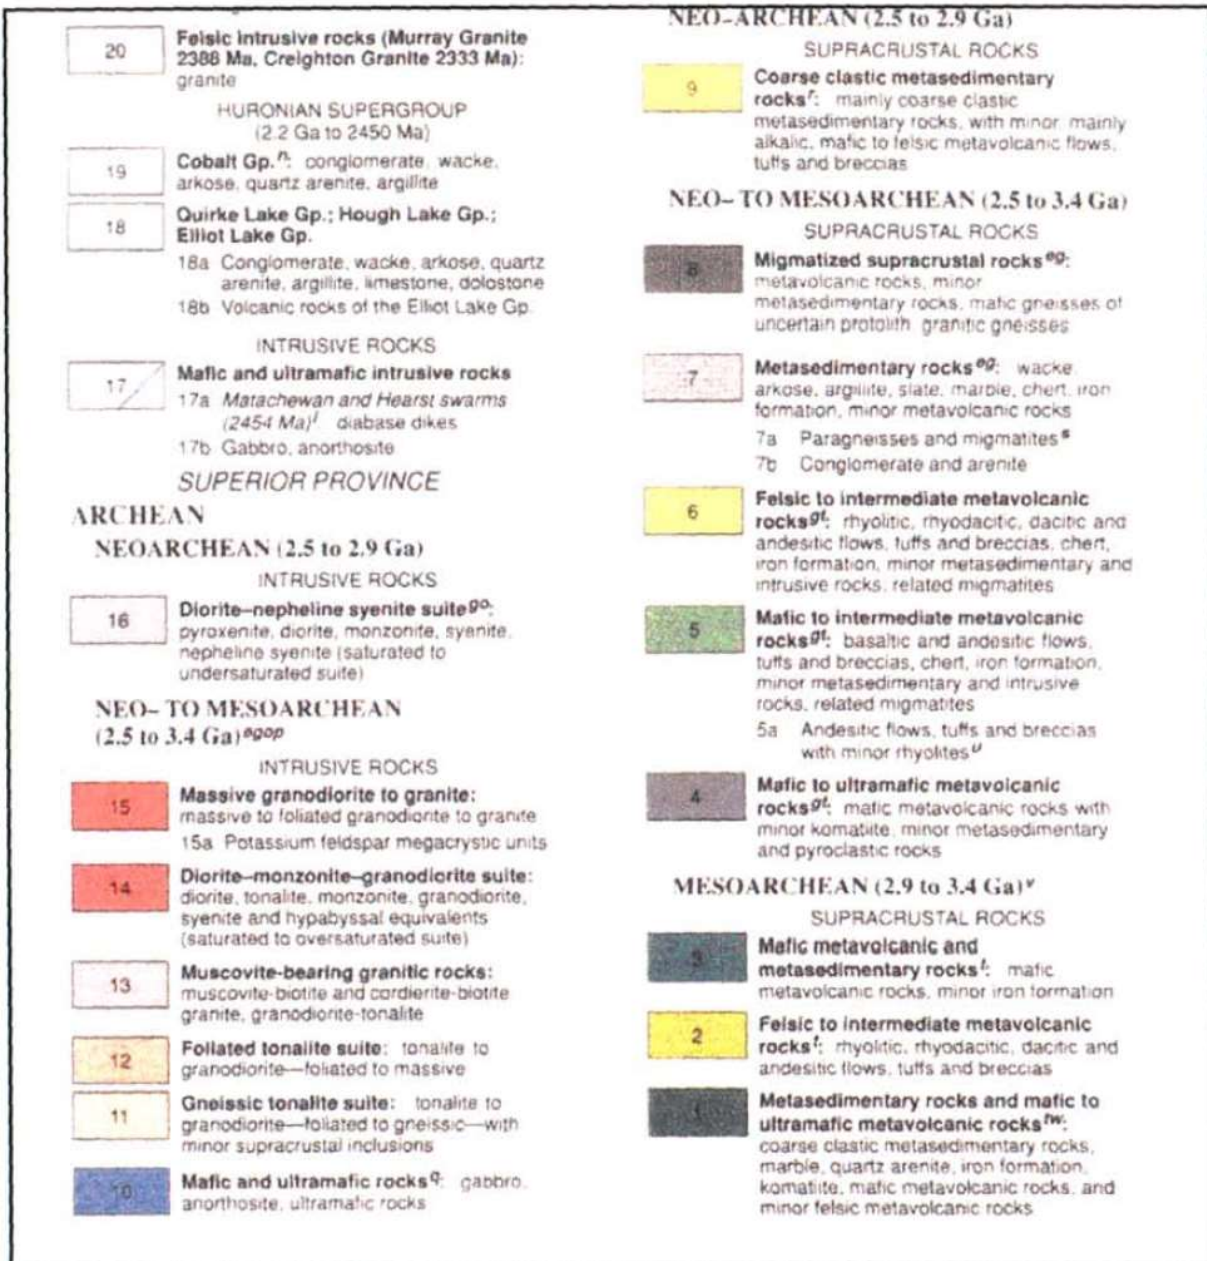 20
Felsic intrusive rocks (Murray Granite
2388 Ma, Creighton Granite 2333 Ma):
granite
HURONIAN SUPERGROUP
(2.2 Ga to 2450 Ma)
19
Cobalt Gp.ⁿ: conglomerate, wacke,
arkose, quartz arenite, argillite
18
Quirke Lake Gp.; Hough Lake Gp.;
Elliot Lake Gp.
18a Conglomerate, wacke, arkose, quartz
arenite, argillite, limestone, dolostone
18b Volcanic rocks of the Elliot Lake Gp.
INTRUSIVE ROCKS
17
Mafic and ultramafic intrusive rocks
17a Matachewan and Hearst swarms
(2454 Ma) diabase dikes
17b Gabbro, anorthosite
SUPERIOR PROVINCE
ARCHEAN
NEOARCHEAN (2.5 to 2.9 Ga)
INTRUSIVE ROCKS
16
Diorite–nepheline syenite suite^go:
pyroxenite, diorite, monzonite, syenite,
nepheline syenite (saturated to
undersaturated suite)
NEO– TO MESOARCHEAN
(2.5 to 3.4 Ga)^egop
INTRUSIVE ROCKS
15
Massive granodiorite to granite:
massive to foliated granodiorite to granite
15a Potassium feldspar megacrystic units
14
Diorite–monzonite–granodiorite suite:
diorite, tonalite, monzonite, granodiorite,
syenite and hypabyssal equivalents
(saturated to oversaturated suite)
13
Muscovite-bearing granitic rocks:
muscovite-biotite and cordierite-biotite
granite, granodiorite-tonalite
12
Foliated tonalite suite: tonalite to
granodiorite—foliated to massive
11
Gneissic tonalite suite: tonalite to
granodiorite—foliated to gneissic—with
minor supracrustal inclusions
10
Mafic and ultramafic rocks^q: gabbro,
anorthosite, ultramafic rocks
NEO–ARCHEAN (2.5 to 2.9 Ga)
SUPRACRUSTAL ROCKS
9
Coarse clastic metasedimentary
rocks^r: mainly coarse clastic
metasedimentary rocks, with minor, mainly
alkalic, mafic to felsic metavolcanic flows,
tuffs and breccias
NEO– TO MESOARCHEAN (2.5 to 3.4 Ga)
SUPRACRUSTAL ROCKS
8
Migmatized supracrustal rocks^eg:
metavolcanic rocks, minor
metasedimentary rocks, mafic gneisses of
uncertain protolith, granitic gneisses
7
Metasedimentary rocks^eg: wacke,
arkose, argillite, slate, marble, chert, iron
formation, minor metavolcanic rocks
7a Paragneisses and migmatites^s
7b Conglomerate and arenite
6
Felsic to intermediate metavolcanic
rocks^gt: rhyolitic, rhyodacitic, dacitic and
andesitic flows, tuffs and breccias, chert,
iron formation, minor metasedimentary and
intrusive rocks, related migmatites
5
Mafic to intermediate metavolcanic
rocks^gt: basaltic and andesitic flows,
tuffs and breccias, chert, iron formation,
minor metasedimentary and intrusive
rocks, related migmatites
5a Andesitic flows, tuffs and breccias
with minor rhyolites^u
4
Mafic to ultramafic metavolcanic
rocks^gt: mafic metavolcanic rocks with
minor komatiite, minor metasedimentary
and pyroclastic rocks
MESOARCHEAN (2.9 to 3.4 Ga)^v
SUPRACRUSTAL ROCKS
3
Mafic metavolcanic and
metasedimentary rocks^t: mafic
metavolcanic rocks, minor iron formation
2
Felsic to intermediate metavolcanic
rocks^t: rhyolitic, rhyodacitic, dacitic and
andesitic flows, tuffs and breccias
1
Metasedimentary rocks and mafic to
ultramafic metavolcanic rocks^tw:
coarse clastic metasedimentary rocks,
marble, quartz arenite, iron formation,
komatiite, mafic metavolcanic rocks, and
minor felsic metavolcanic rocks